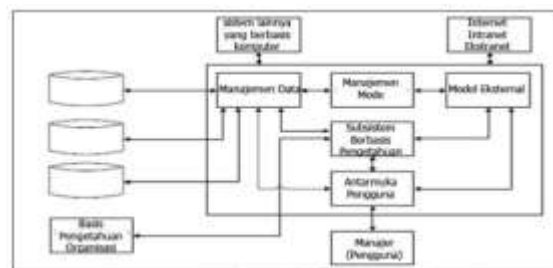 sistem lainnya
yang berbasis
komputer
Internet
Intranet
Ekstranet
Manajemen Data
Manajemen
Mode
Model Eksternal
Subsistem
Berbasis
Pengetahuan
Antarmuka
Pengguna
Basis
Pengetahuan
Organisasi
Manajer
(Pengguna)